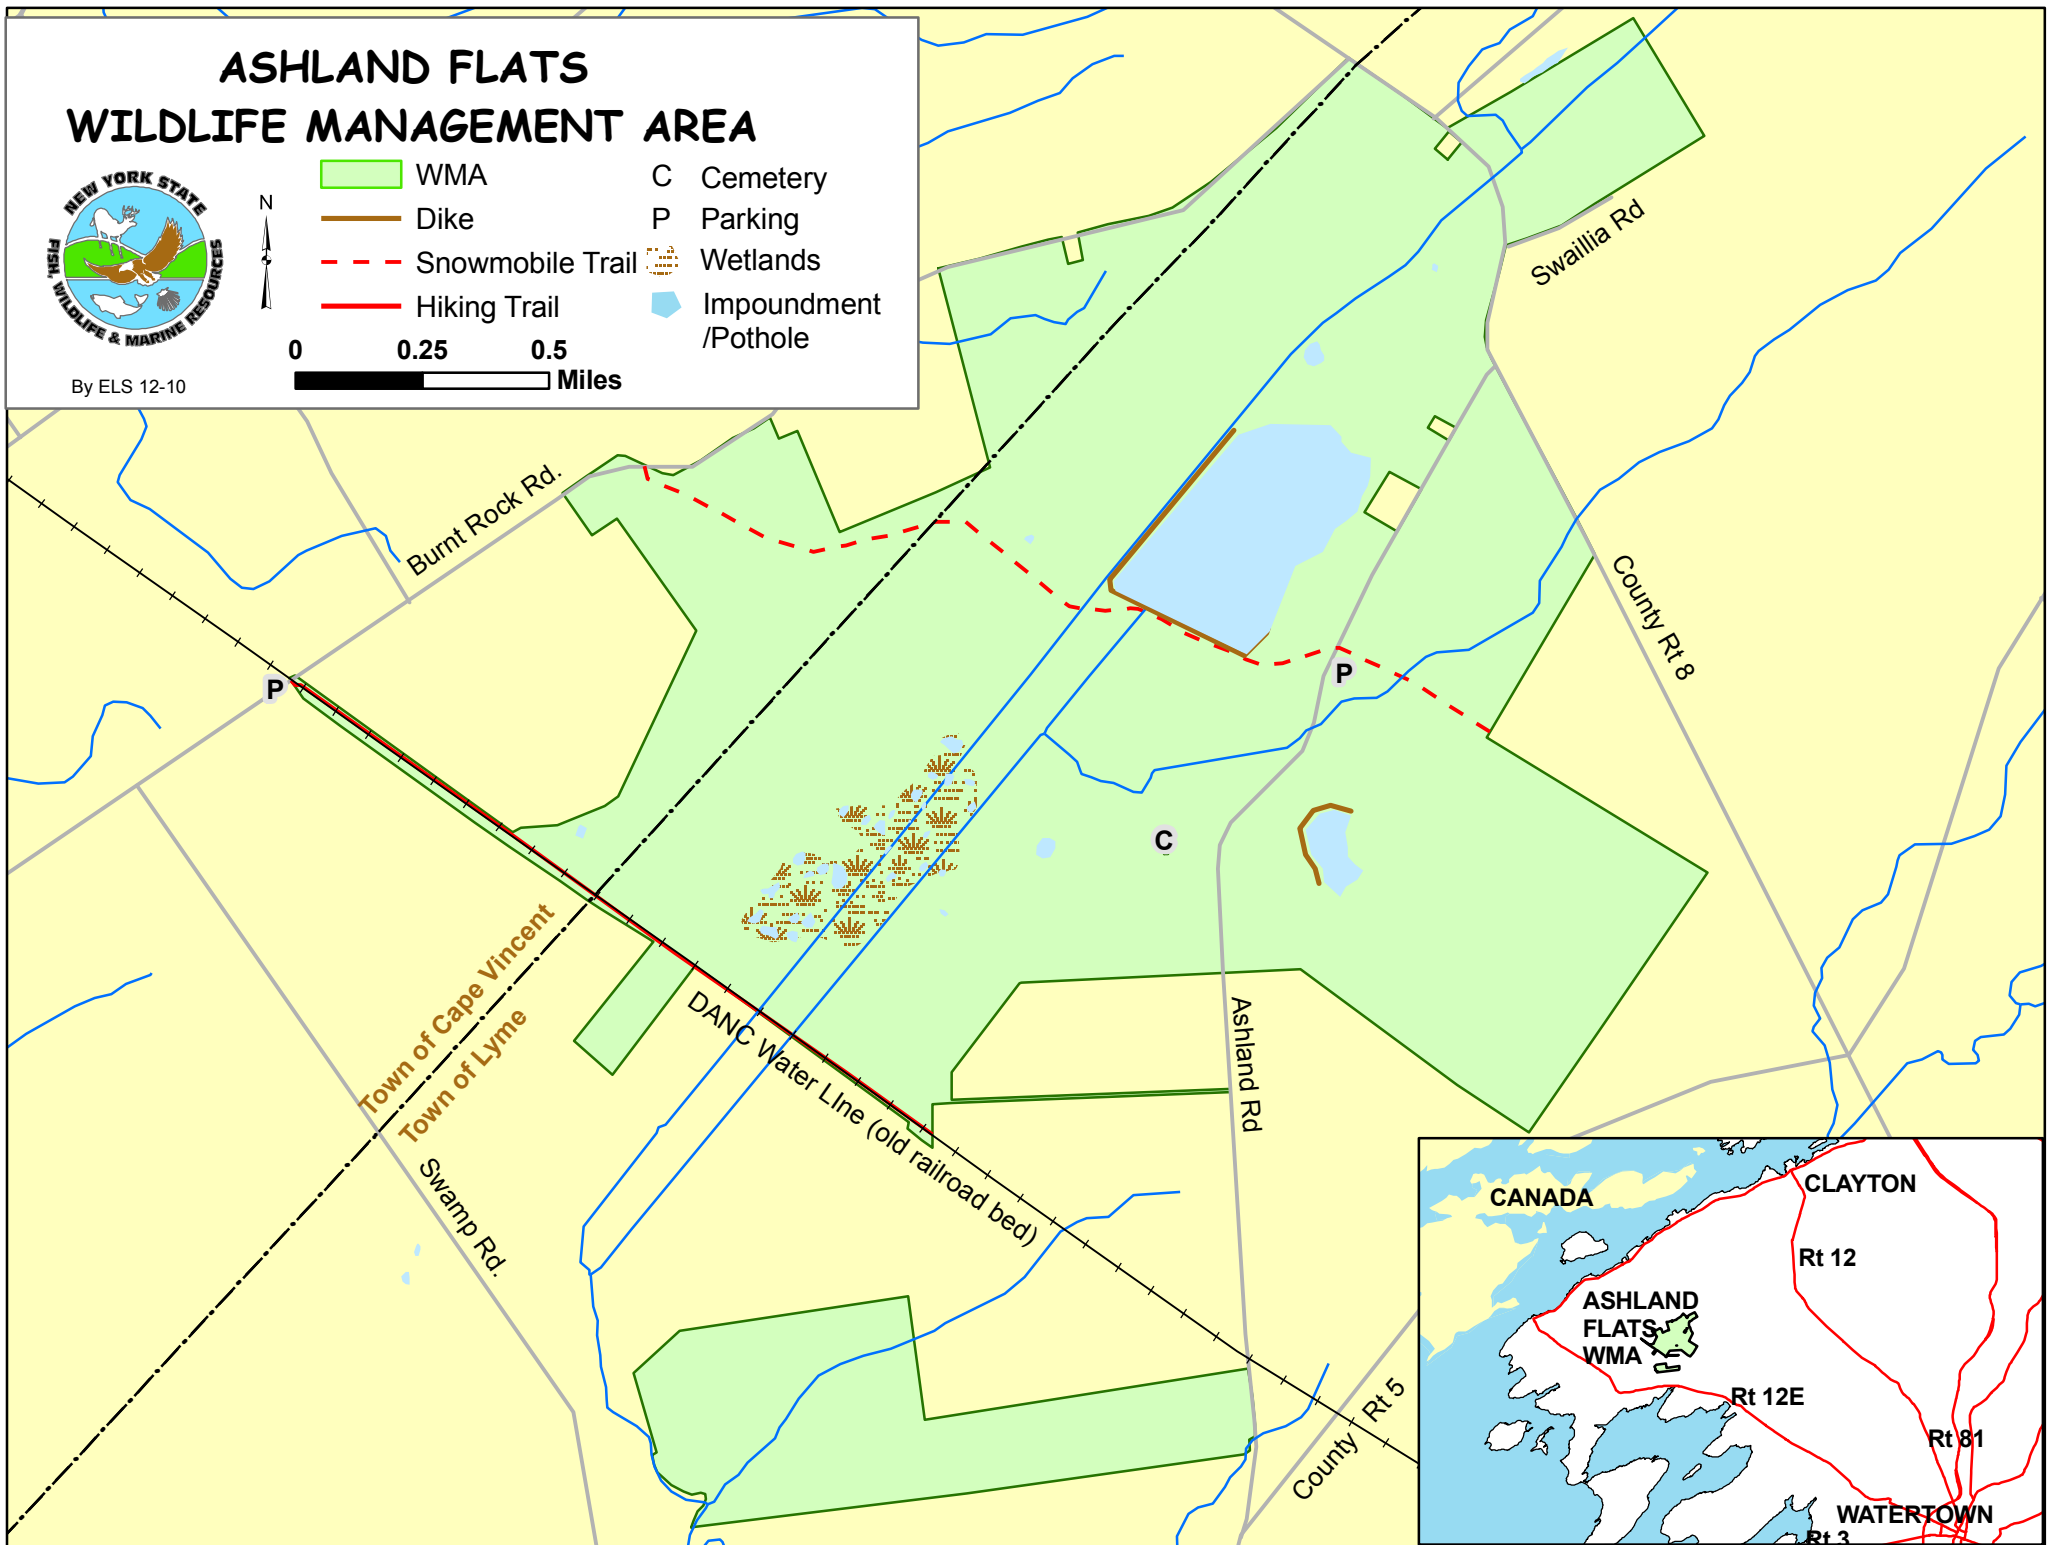 ASHLAND FLATS
WILDLIFE MANAGEMENT AREA
NEW YORK STATE
FISH, WILDLIFE & MARINE RESOURCES
By ELS 12-10
N
WMA
Dike
Snowmobile Trail
Hiking Trail
C Cemetery
P Parking
Wetlands
Impoundment
/Pothole
0 0.25 0.5
Miles
Swaillia Rd
Burnt Rock Rd.
County Rt 8
P
P
C
Town of Cape Vincent
Town of Lyme
DANC Water LIne (old railroad bed)
Ashland Rd
Swamp Rd.
County Rt 5
CANADA
CLAYTON
Rt 12
ASHLAND
FLATS
WMA
Rt 12E
Rt 81
WATERTOWN
Rt 3